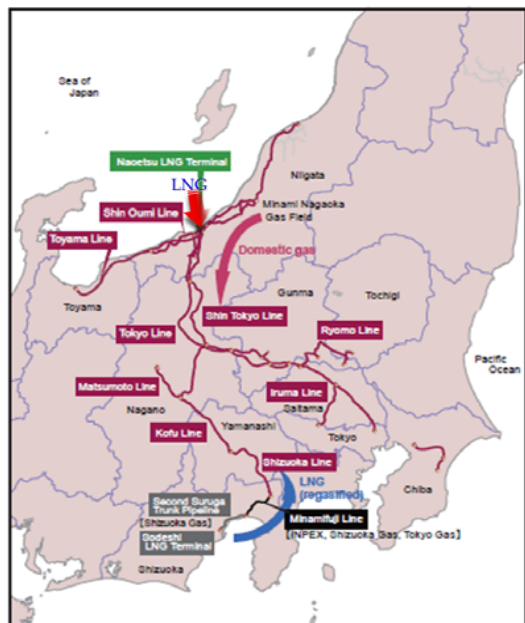 Sea of
Japan
Naoetsu LNG Terminal
LNG
Niigata
Shin Oumi Line
Minami Nagaoka
Gas Field
Toyama Line
Domestic gas
Toyama
Gunma
Tochigi
Shin Tokyo Line
Tokyo Line
Ryomo Line
Pacific
Ocean
Matsumoto Line
Iruma Line
Nagano
Saitama
Kofu Line
Yamanashi
Tokyo
Shizuoka Line
LNG
(regasified)
Chiba
Second Suruga
Trunk Pipeline
[Shizuoka Gas]
Minamifuji Line
[INPEX, Shizuoka Gas, Tokyo Gas]
Sodeshi
LNG Terminal
Shizuoka